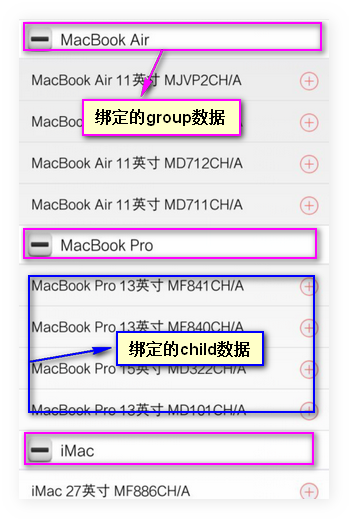 MacBook Air
MacBook Air 11英寸 MJVP2CH/A
绑定的group数据
MacBoo
MacBook Air 11英寸 MD712CH/A
MacBook Air 11英寸 MD711CH/A
MacBook Pro
MacBook Pro 13英寸 MF841CH/A
MacBook Pro 13英寸 MF840CH/A
绑定的child数据
MacBook Pro 15英寸 MD322CH/A
MacBook Pro 13英寸 MD101CH/A
iMac
iMac 27英寸 MF886CH/A